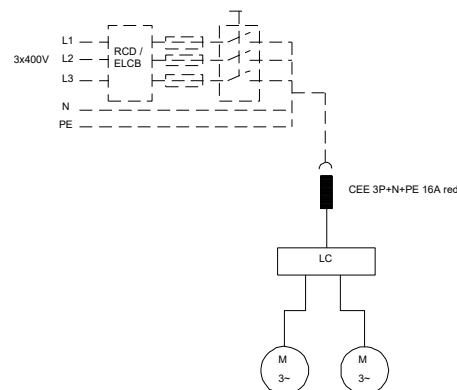 L1
RCD /
3x400V
L2
ELCB
L3
N
PE
CEE 3P+N+PE 16A red
LC
M
3~
M
3~